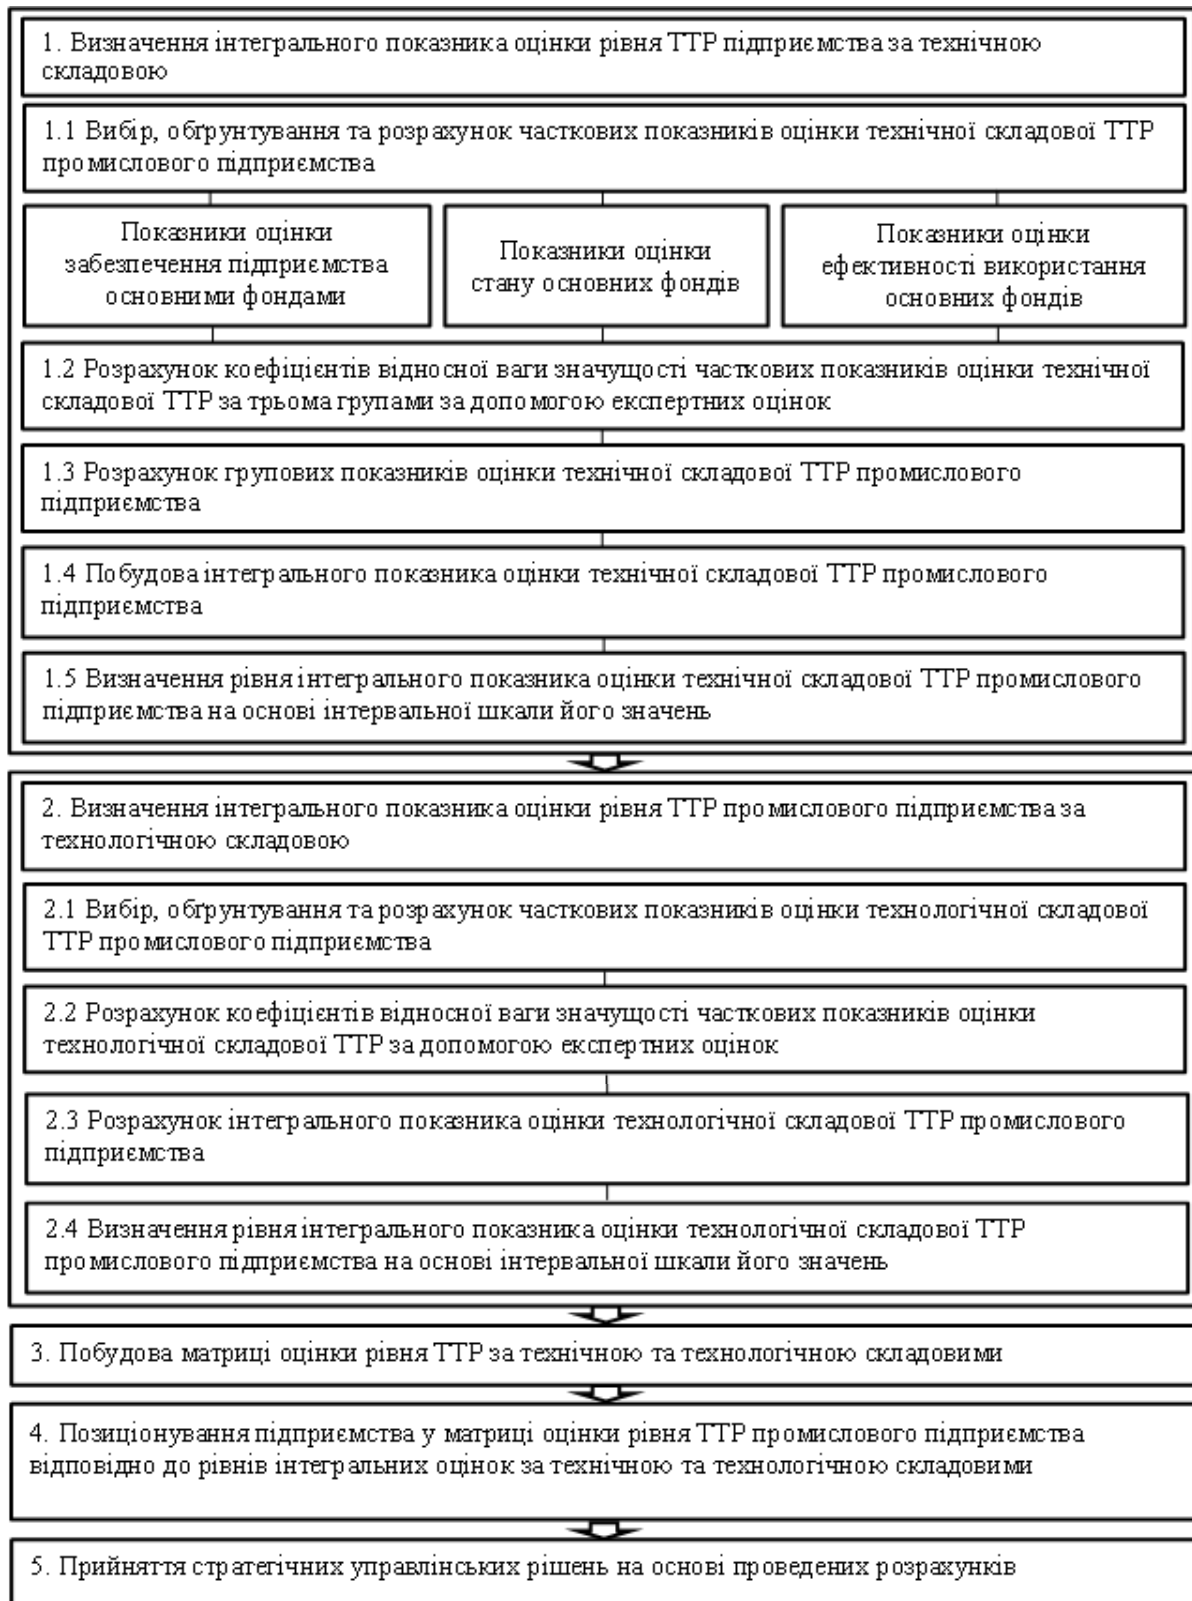 1. Визначення інтегрального показника оцінки рівня ТТР підприємства за технічною
складовою
1.1 Вибір, обґрунтування та розрахунок часткових показників оцінки технічної складової ТТР
промислового підприємства
Показники оцінки
забезпечення підприємства
основними фондами
Показники оцінки
стану основних фондів
Показники оцінки
ефективності використання
основних фондів
1.2 Розрахунок коефіцієнтів відносної ваги значущості часткових показників оцінки технічної
складової ТТР за трьома групами за допомогою експертних оцінок
1.3 Розрахунок групових показників оцінки технічної складової ТТР промислового
підприємства
1.4 Побудова інтегрального показника оцінки технічної складової ТТР промислового
підприємства
1.5 Визначення рівня інтегрального показника оцінки технічної складової ТТР промислового
підприємства на основі інтервальної шкали його значень
2. Визначення інтегрального показника оцінки рівня ТТР промислового підприємства за
технологічною складовою
2.1 Вибір, обґрунтування та розрахунок часткових показників оцінки технологічної складової
ТТР промислового підприємства
2.2 Розрахунок коефіцієнтів відносної ваги значущості часткових показників оцінки
технологічної складової ТТР за допомогою експертних оцінок
2.3 Розрахунок інтегрального показника оцінки технологічної складової ТТР промислового
підприємства
2.4 Визначення рівня інтегрального показника оцінки технологічної складової ТТР
промислового підприємства на основі інтервальної шкали його значень
3. Побудова матриці оцінки рівня ТТР за технічною та технологічною складовими
4. Позиціонування підприємства у матриці оцінки рівня ТТР промислового підприємства
відповідно до рівнів інтегральних оцінок за технічною та технологічною складовими
5. Прийняття стратегічних управлінських рішень на основі проведених розрахунків